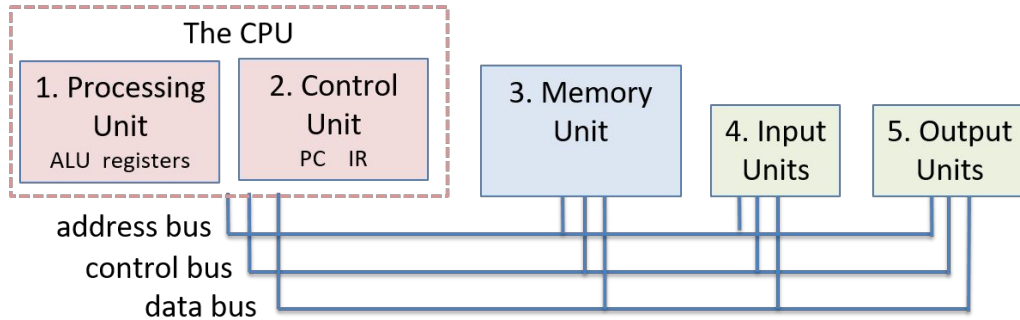 The CPU
1. Processing
Unit
ALU registers
2. Control
Unit
PC IR
3. Memory
Unit
4. Input
Units
5. Output
Units
address bus
control bus
data bus